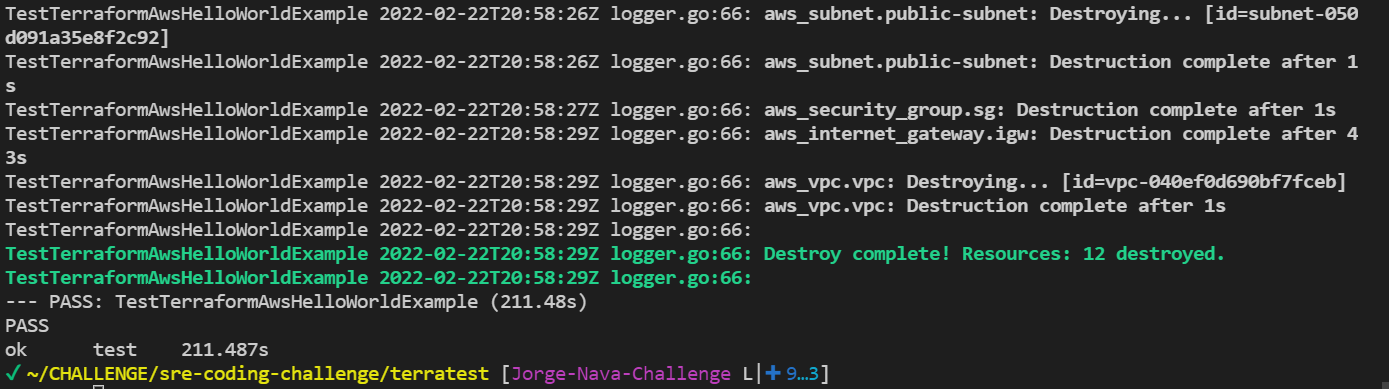 TestTerraformAwsHelloWorldExample 2022-02-22T20:58:26Z logger.go:66: aws_subnet.public-subnet: Destroying... [id=subnet-050
d091a35e8f2c92]
TestTerraformAwsHelloWorldExample 2022-02-22T20:58:26Z logger.go:66: aws_subnet.public-subnet: Destruction complete after 1
s
TestTerraformAwsHelloWorldExample 2022-02-22T20:58:27Z logger.go:66: aws_security_group.sg: Destruction complete after 1s
TestTerraformAwsHelloWorldExample 2022-02-22T20:58:29Z logger.go:66: aws_internet_gateway.igw: Destruction complete after 4
3s
TestTerraformAwsHelloWorldExample 2022-02-22T20:58:29Z logger.go:66: aws_vpc.vpc: Destroying... [id=vpc-040ef0d690bf7fceb]
TestTerraformAwsHelloWorldExample 2022-02-22T20:58:29Z logger.go:66: aws_vpc.vpc: Destruction complete after 1s
TestTerraformAwsHelloWorldExample 2022-02-22T20:58:29Z logger.go:66:
TestTerraformAwsHelloWorldExample 2022-02-22T20:58:29Z logger.go:66: Destroy complete! Resources: 12 destroyed.
TestTerraformAwsHelloWorldExample 2022-02-22T20:58:29Z logger.go:66:
--- PASS: TestTerraformAwsHelloWorldExample (211.48s)
PASS
ok      test    211.487s
✓ ~/CHALLENGE/sre-coding-challenge/terratest [Jorge-Nava-Challenge L|✚ 9…3]